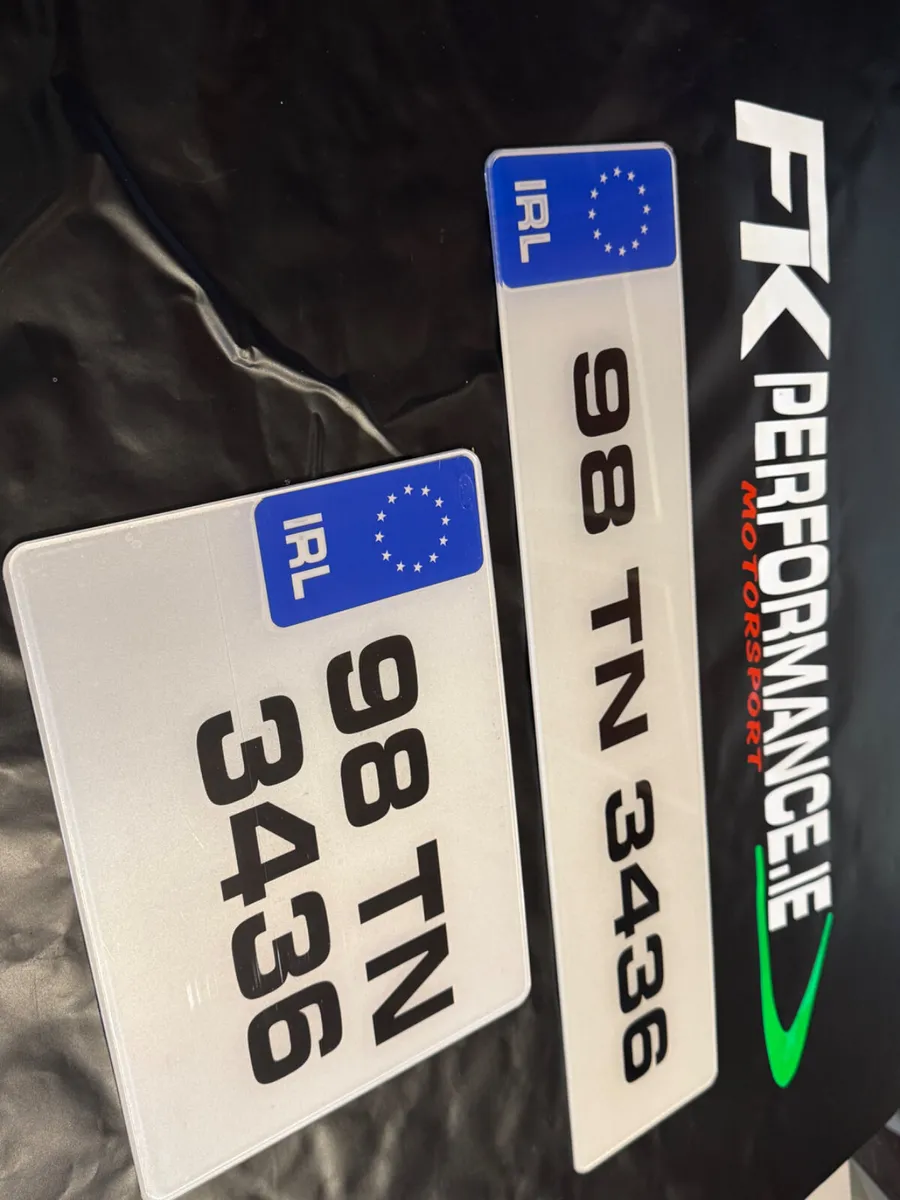 FK PERFORMANCE.IE
MOTORSPORT
IRL
98 TN 3436
IRL
98 TN
3436